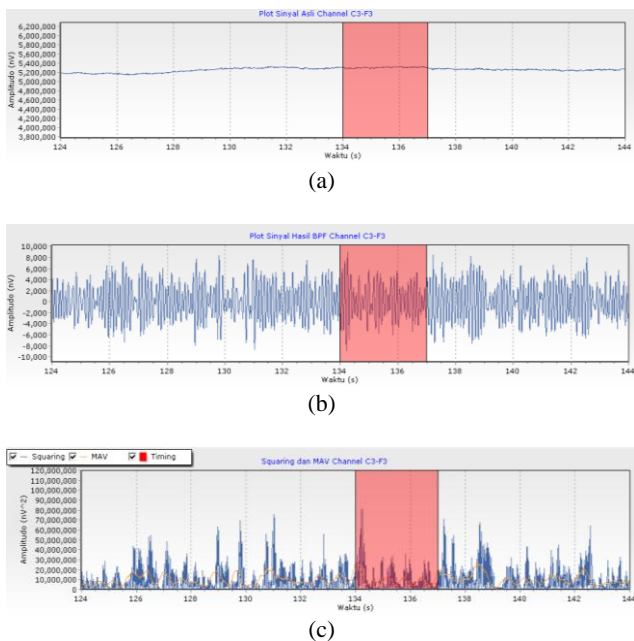 Plot Sinyal Asli Channel C3-F3
Amplitudo (nV)
6,200,000
6,000,000
5,800,000
5,600,000
5,400,000
5,200,000
5,000,000
4,800,000
4,600,000
4,400,000
4,200,000
4,000,000
3,800,000
124 126 128 130 132 134 136 138 140 142 144
Waktu (s)
(a)
Plot Sinyal Hasil BPF Channel C3-F3
Amplitudo (nV)
10,000
8,000
6,000
4,000
2,000
0
-2,000
-4,000
-6,000
-8,000
-10,000
124 126 128 130 132 134 136 138 140 142 144
Waktu (s)
(b)
Squaring MAV Timing
Squaring dan MAV Channel C3-F3
Amplitudo (nV^2)
120,000,000
110,000,000
100,000,000
90,000,000
80,000,000
70,000,000
60,000,000
50,000,000
40,000,000
30,000,000
20,000,000
10,000,000
0
124 126 128 130 132 134 136 138 140 142 144
Waktu (s)
(c)